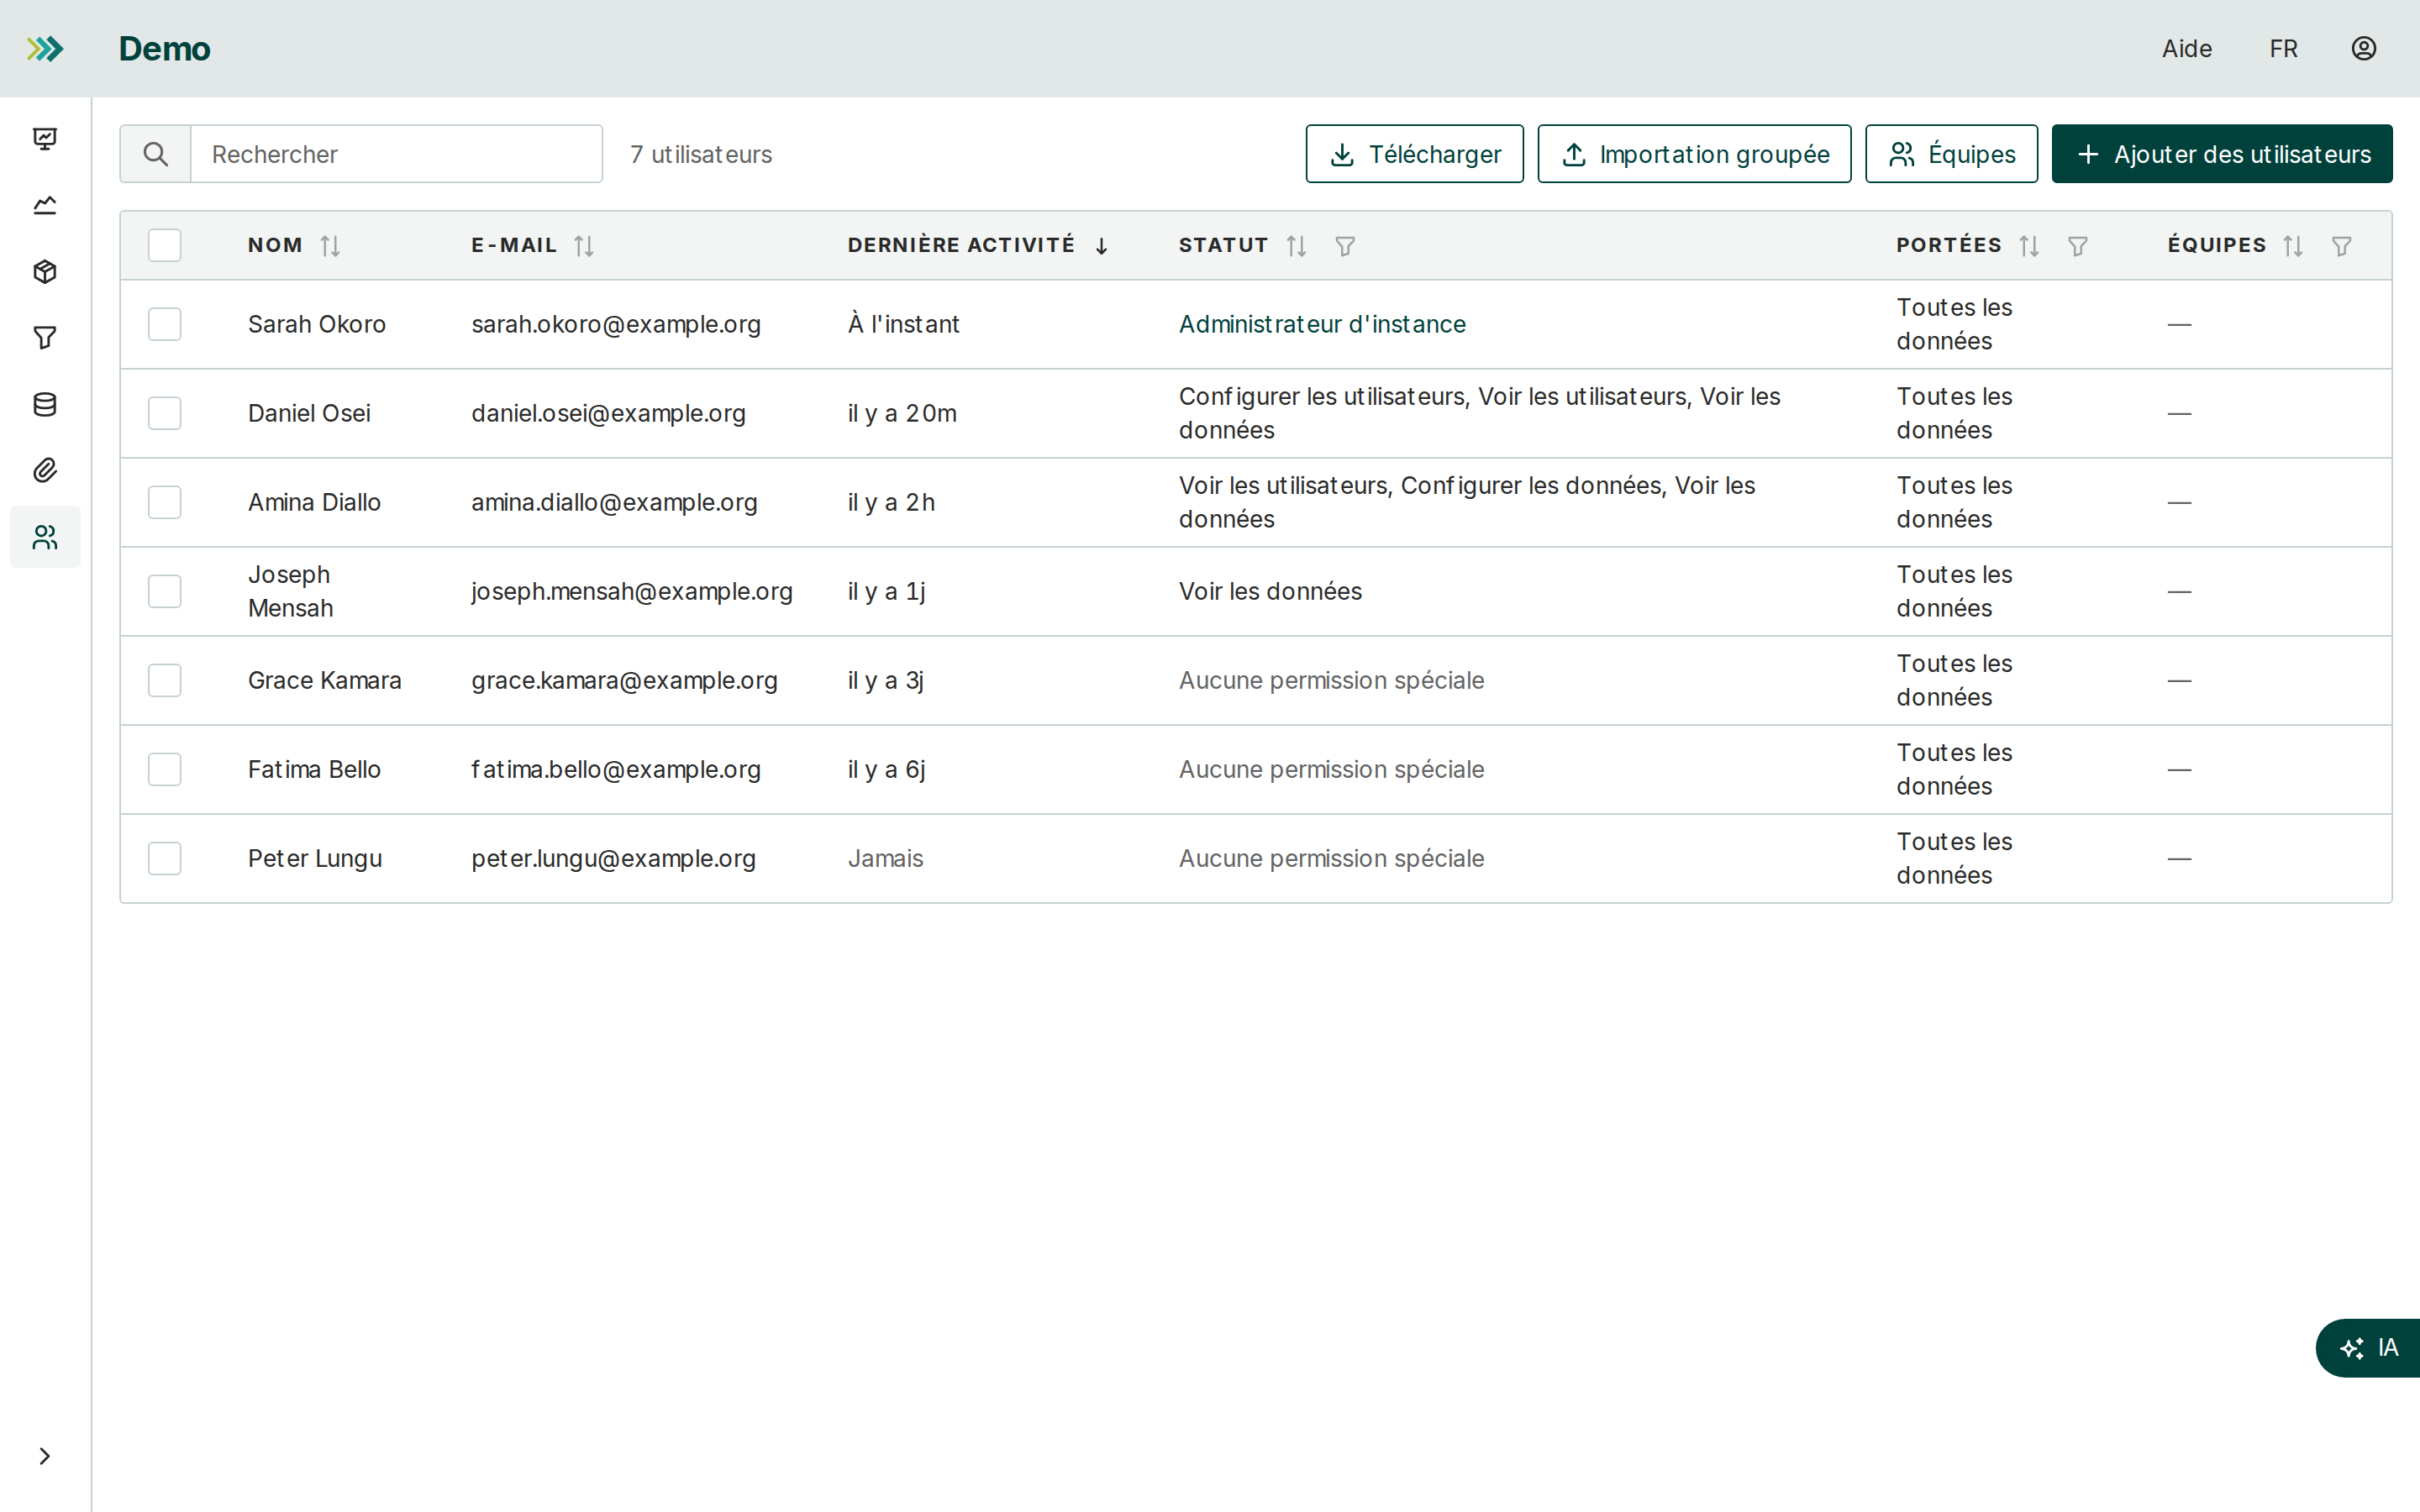 Demo
Aide
FR
Rechercher
7 utilisateurs
Télécharger
Importation groupée
Équipes
Ajouter des utilisateurs
NOM
E-MAIL
DERNIÈRE ACTIVITÉ
STATUT
PORTÉES
ÉQUIPES
Sarah Okoro
sarah.okoro@example.org
À l'instant
Administrateur d'instance
Toutes les
données
—
Daniel Osei
daniel.osei@example.org
il y a 20m
Configurer les utilisateurs, Voir les utilisateurs, Voir les
données
Toutes les
données
—
Amina Diallo
amina.diallo@example.org
il y a 2h
Voir les utilisateurs, Configurer les données, Voir les
données
Toutes les
données
—
Joseph
Mensah
joseph.mensah@example.org
il y a 1j
Voir les données
Toutes les
données
—
Grace Kamara
grace.kamara@example.org
il y a 3j
Aucune permission spéciale
Toutes les
données
—
Fatima Bello
fatima.bello@example.org
il y a 6j
Aucune permission spéciale
Toutes les
données
—
Peter Lungu
peter.lungu@example.org
Jamais
Aucune permission spéciale
Toutes les
données
—
IA